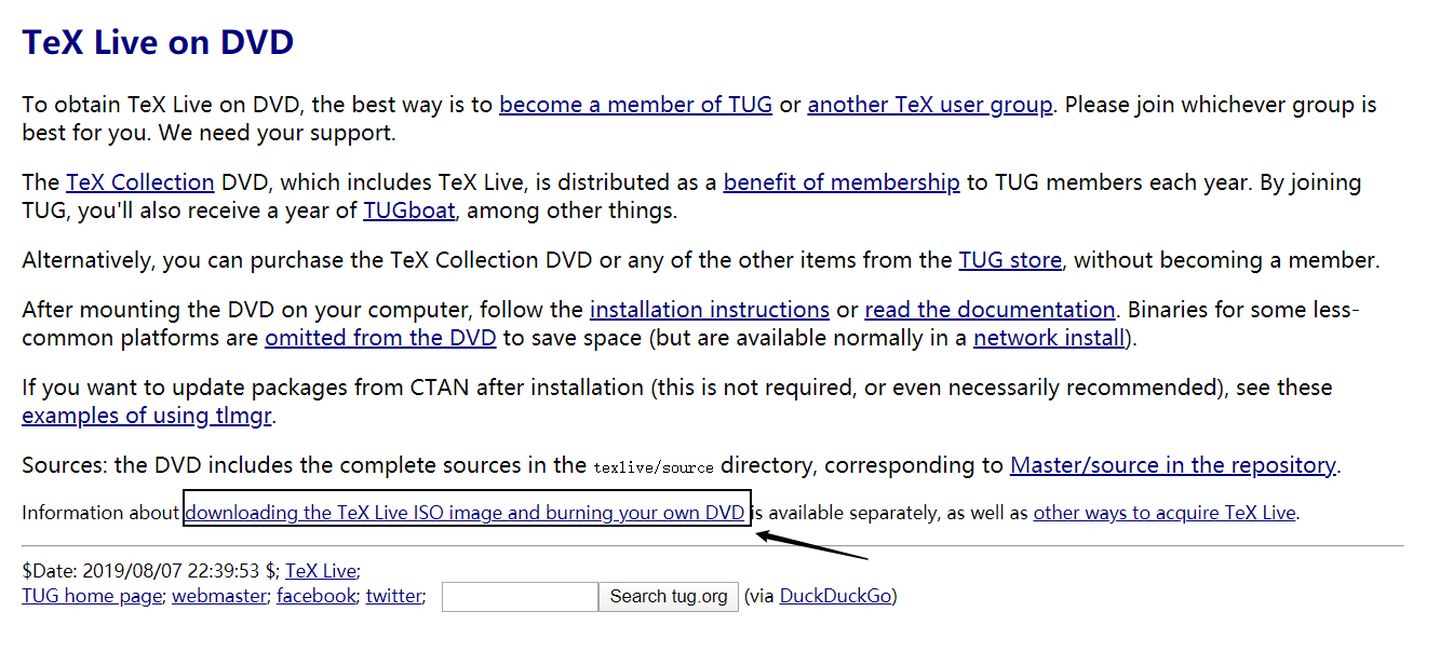 TeX Live on DVD
To obtain TeX Live on DVD, the best way is to become a member of TUG or another TeX user group. Please join whichever group is
best for you. We need your support.
The TeX Collection DVD, which includes TeX Live, is distributed as a benefit of membership to TUG members each year. By joining
TUG, you'll also receive a year of TUGboat, among other things.
Alternatively, you can purchase the TeX Collection DVD or any of the other items from the TUG store, without becoming a member.
After mounting the DVD on your computer, follow the installation instructions or read the documentation. Binaries for some less-
common platforms are omitted from the DVD to save space (but are available normally in a network install).
If you want to update packages from CTAN after installation (this is not required, or even necessarily recommended), see these
examples of using tlmgr.
Sources: the DVD includes the complete sources in the texlive/source directory, corresponding to Master/source in the repository.
Information about downloading the TeX Live ISO image and burning your own DVD is available separately, as well as other ways to acquire TeX Live.
$Date: 2019/08/07 22:39:53 $; TeX Live;
TUG home page; webmaster; facebook; twitter; Search tug.org (via DuckDuckGo)